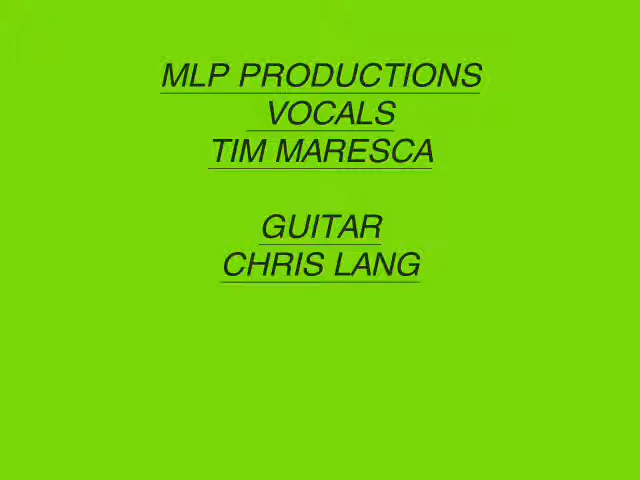 MLP PRODUCTIONS
VOCALS
TIM MARESCA
GUITAR
CHRIS LANG